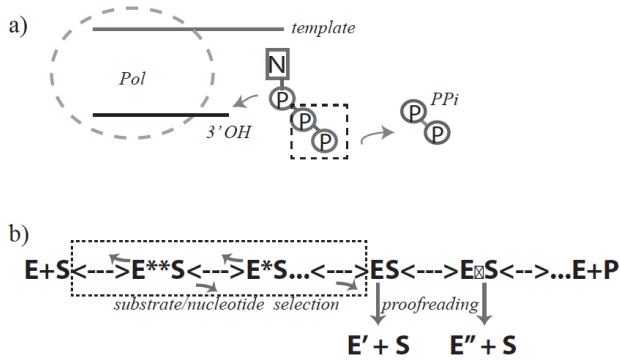 a)
template
Pol
N
P
P
P
3'OH
PPi
P
P
b)
E+S<--->E**S<--->E*S...<--->ES<--->E▯S<-->...E+P
substrate/nucleotide selection
proofreading
E' + S
E'' + S